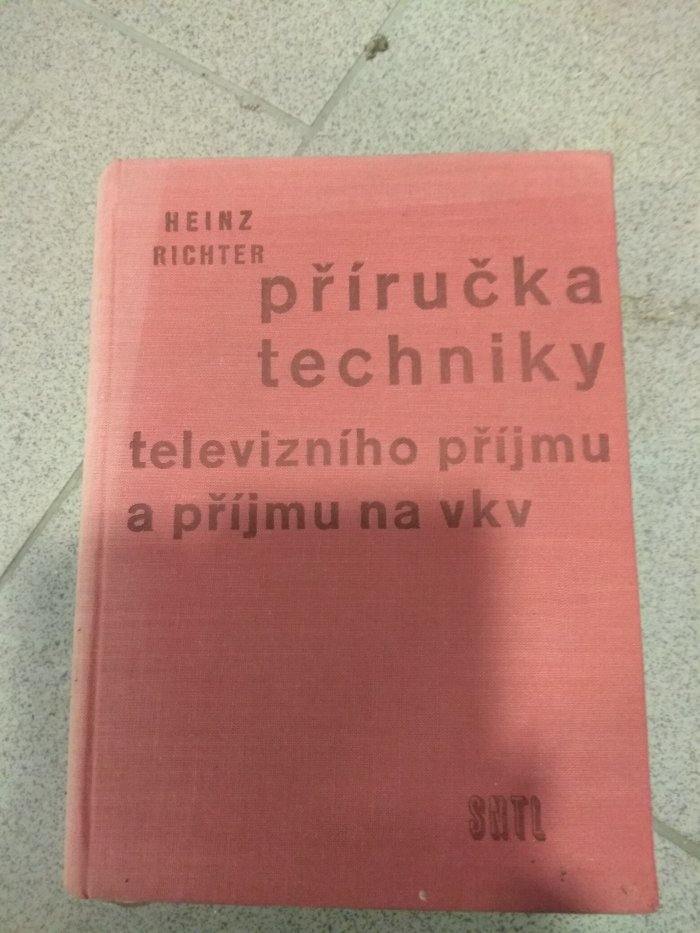 HEINZ
RICHTER
příručka
techniky
televizního příjmu
a příjmu na vkv
SNTL